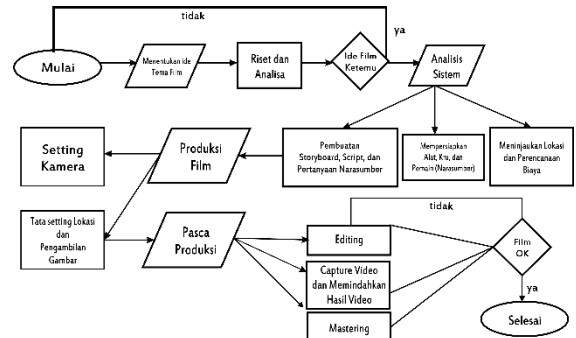 tidak
ya
Mulai
Menentukan ide
Tema Film
Riset dan
Analisa
Ide Film
Ketemu
Analisis
Sistem
Setting
Kamera
Produksi
Film
Pembuatan
Storyboard, Script, dan
Pertanyaan Narasumber
Mempersiapkan
Alat, Kru, dan
Pemain (Narasumber)
Meninjaukan Lokasi
dan Perencanaan
Biaya
tidak
Tata setting Lokasi
dan
Pengambilan
Gambar
Pasca
Produksi
Editing
Film
OK
Capture Video
dan Memindahkan
Hasil Video
ya
Mastering
Selesai